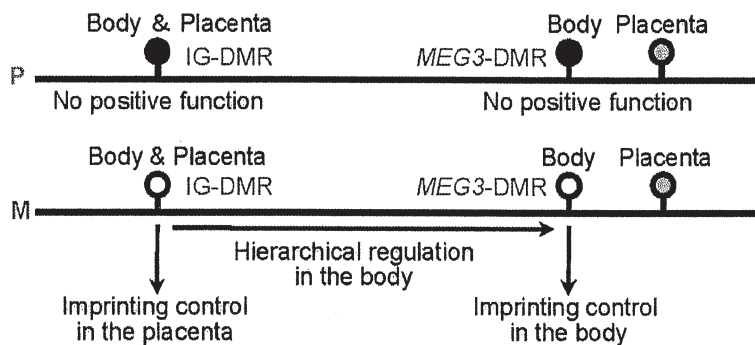 Body & Placenta
Body Placenta
IG-DMR
MEG3-DMR
P
No positive function
No positive function
Body & Placenta
Body Placenta
IG-DMR
MEG3-DMR
M
Hierarchical regulation
in the body
Imprinting control
in the placenta
Imprinting control
in the body